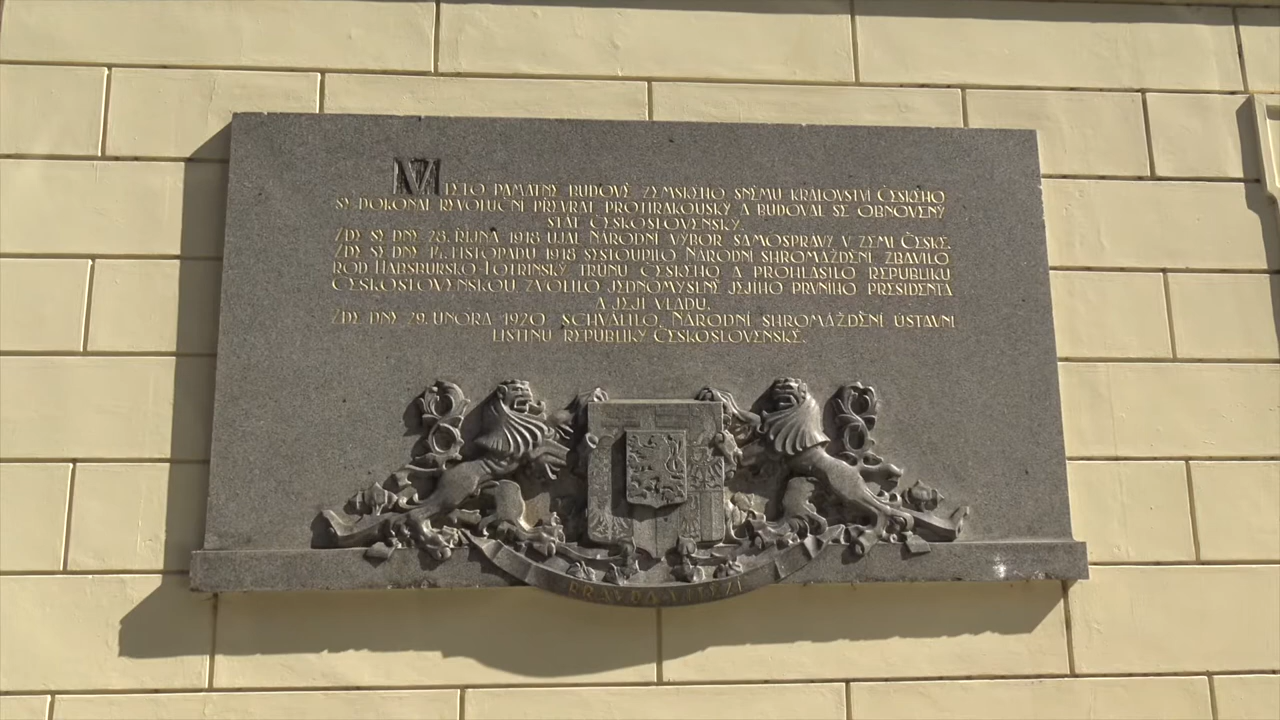 V TÉTO PAMÁTNÉ BUDOVĚ ZEMSKÉHO SNĚMU KRÁLOVSTVÍ ČESKÉHO
SE DOKONAL REVOLUČNÍ PŘEVRAT PROTIRAKOUSKÝ A BUDOVAL SE OBNOVENÝ
STÁT ČESKOSLOVENSKÝ.
ZDE SE DNE 28. ŘÍJNA 1918 UJAL NÁRODNÍ VÝBOR SAMOSPRÁVY V ZEMI ČESKÉ.
ZDE SE DNE 14. LISTOPADU 1918 SESTOUPILO NÁRODNÍ SHROMÁŽDĚNÍ, ZBAVILO
ROD HABSBURSKO-LOTRINSKÝ TRŮNU ČESKÉHO A PROHLÁSILO REPUBLIKU
ČESKOSLOVENSKOU, ZVOLILO JEDNOMYSLNĚ JEJÍHO PRVNÍHO PRESIDENTA
A JEJÍ VLÁDU.
ZDE DNE 29. ÚNORA 1920 SCHVÁLILO NÁRODNÍ SHROMÁŽDĚNÍ ÚSTAVNÍ
LISTINU REPUBLIKY ČESKOSLOVENSKÉ.
PRAVDA VÍTĚZÍ